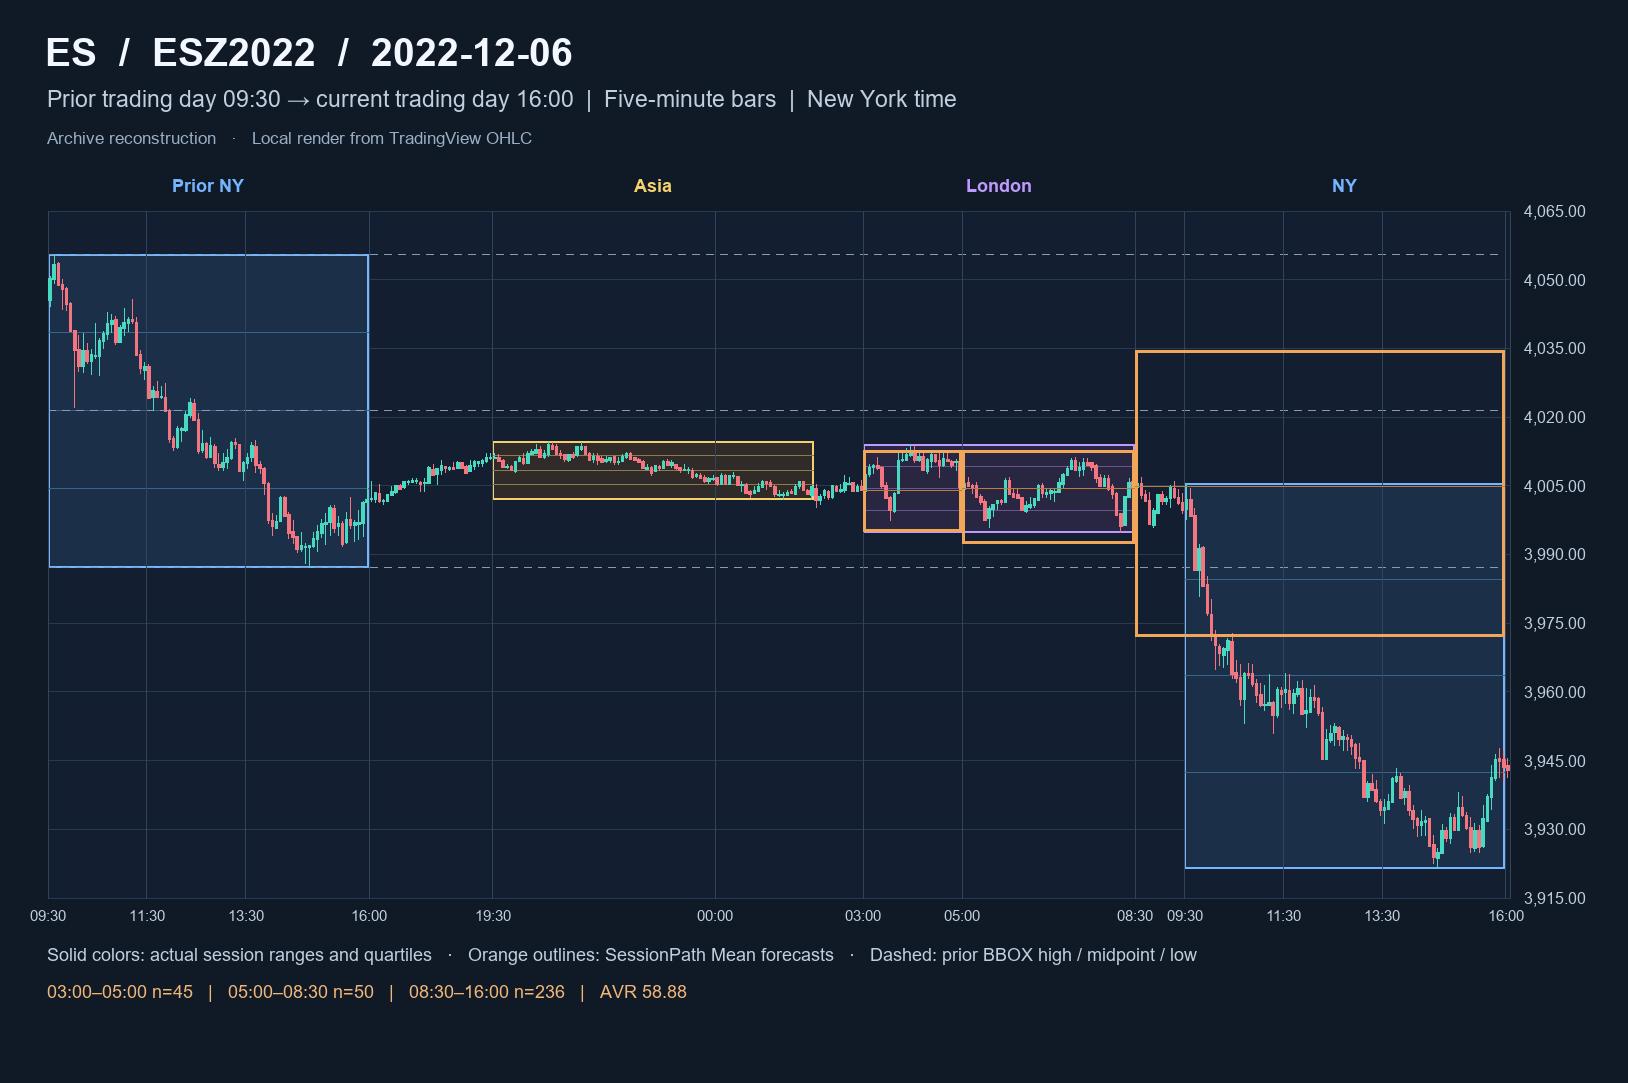 ES / ESZ2022 / 2022-12-06
Prior trading day 09:30 → current trading day 16:00 | Five-minute bars | New York time
Archive reconstruction · Local render from TradingView OHLC
Prior NY Asia London NY
4,065.00
4,050.00
4,035.00
4,020.00
4,005.00
3,990.00
3,975.00
3,960.00
3,945.00
3,930.00
3,915.00
09:30 11:30 13:30 16:00 19:30 00:00 03:00 05:00 08:30 09:30 11:30 13:30 16:00
Solid colors: actual session ranges and quartiles · Orange outlines: SessionPath Mean forecasts · Dashed: prior BBOX high / midpoint / low
03:00–05:00 n=45 | 05:00–08:30 n=50 | 08:30–16:00 n=236 | AVR 58.88